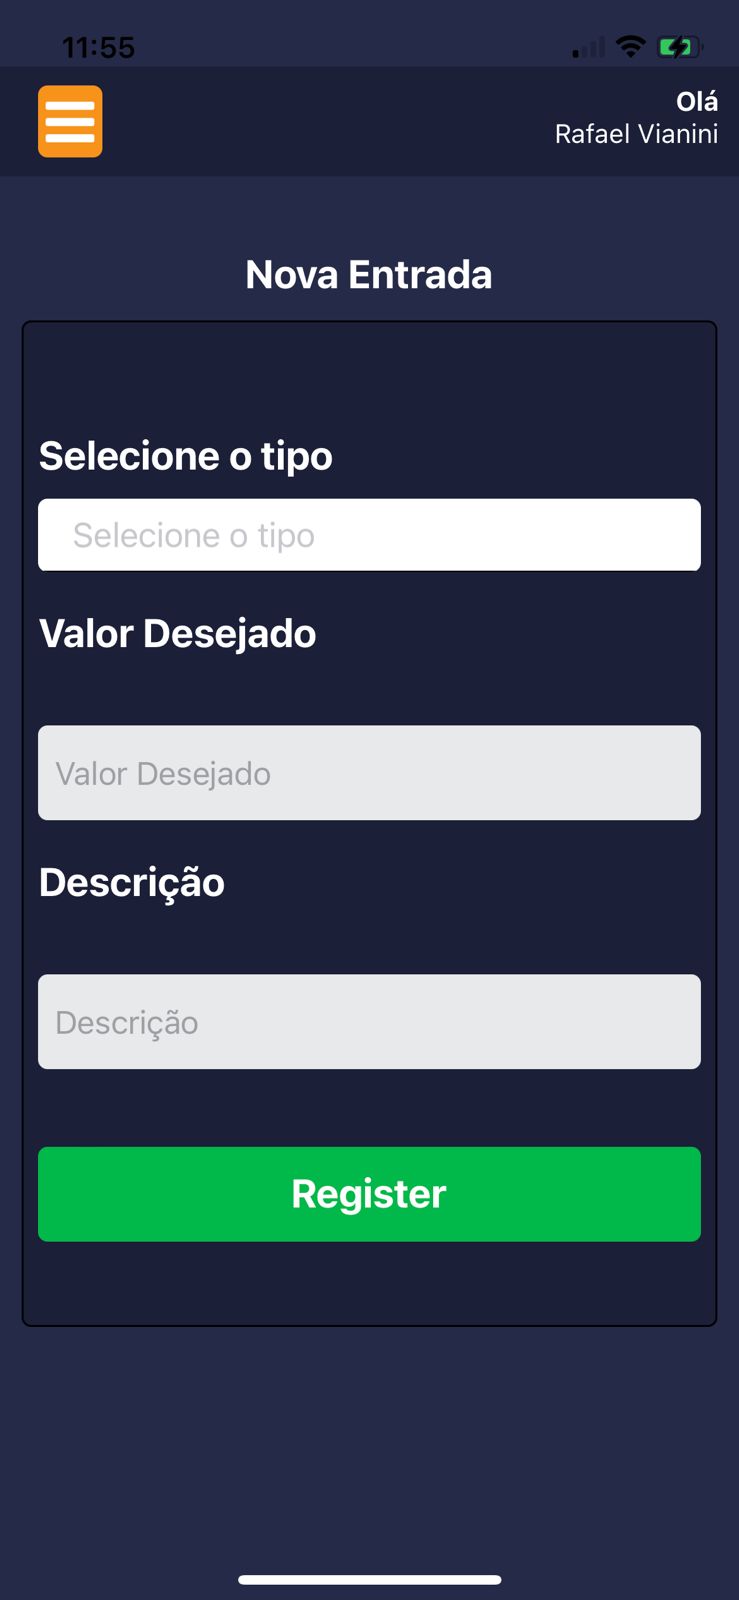 11:55
Olá
Rafael Vianini
Nova Entrada
Selecione o tipo
Selecione o tipo
Valor Desejado
Valor Desejado
Descrição
Descrição
Register